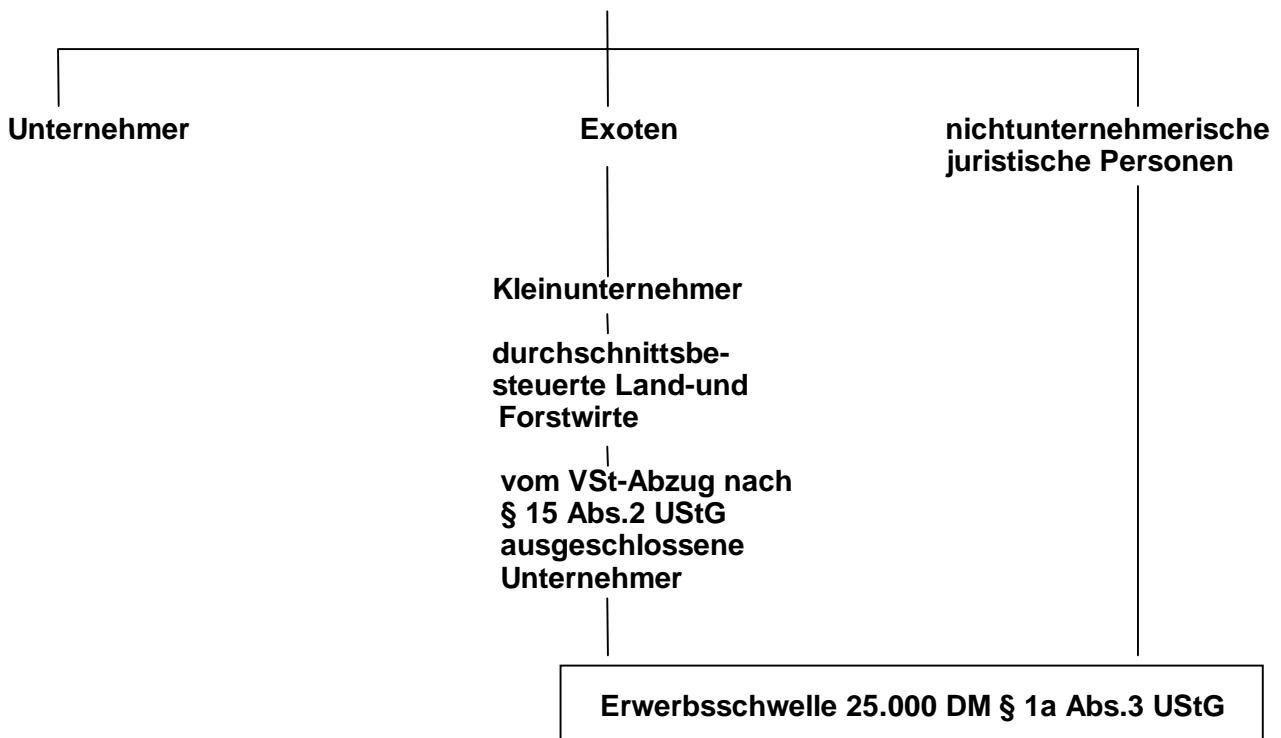 Unternehmer
Exoten
nichtunternehmerische
juristische Personen
Kleinunternehmer
durchschnittsbe-
steuerte Land-und
Forstwirte
vom VSt-Abzug nach
§ 15 Abs.2 UStG
ausgeschlossene
Unternehmer
Erwerbsschwelle 25.000 DM § 1a Abs.3 UStG